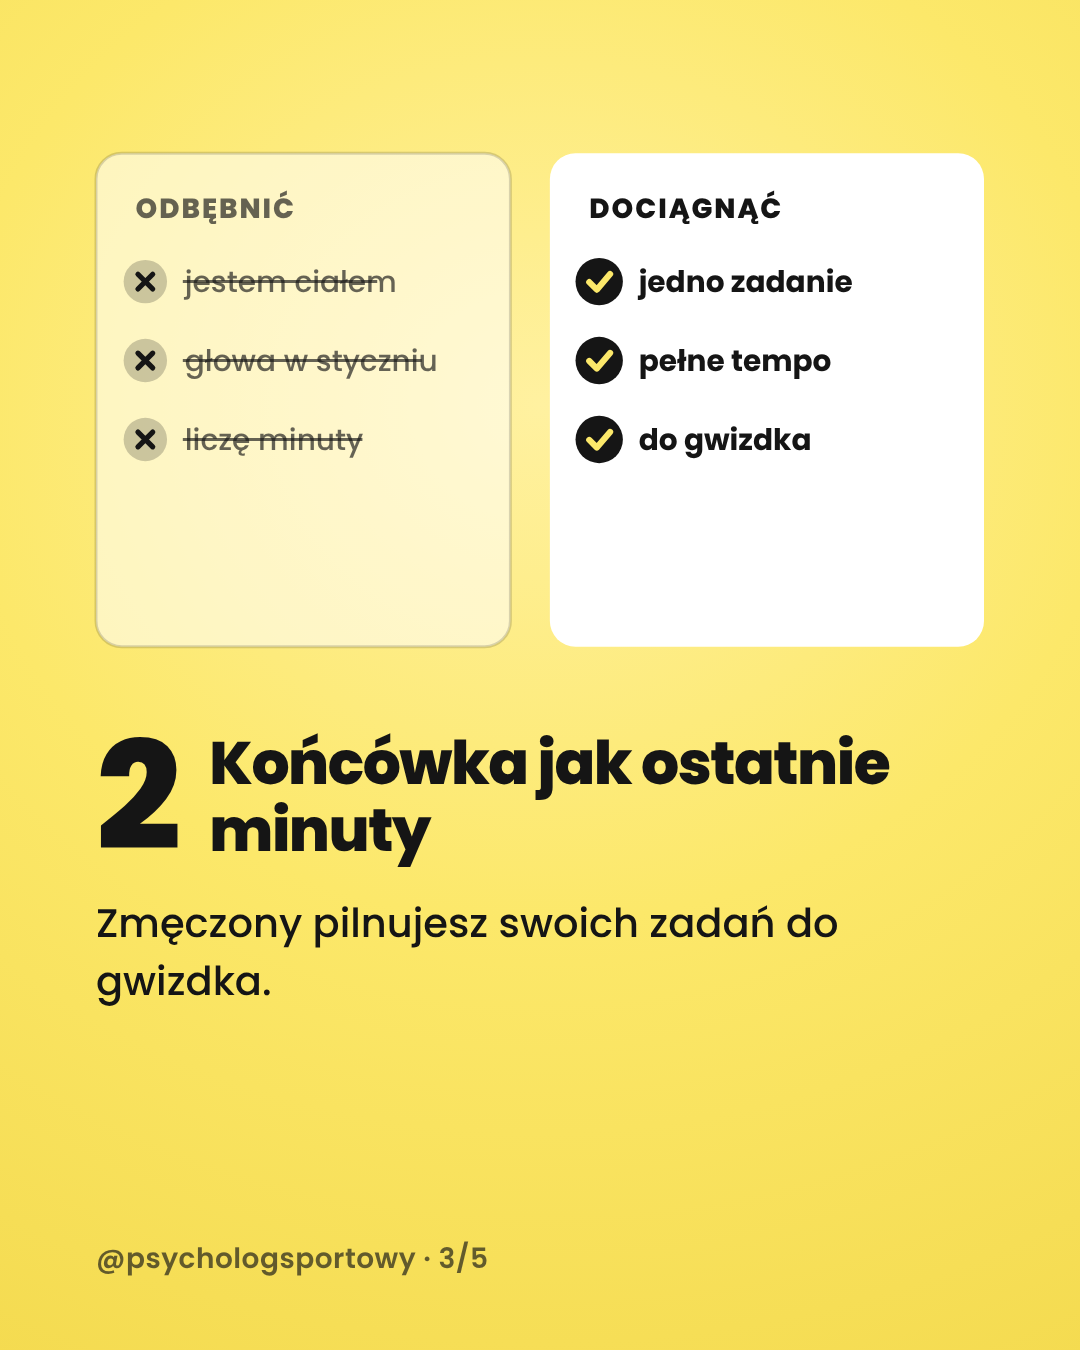 ODBĘBNIĆ
jestem ciałem
głowa w styczniu
liczę minuty
DOCIĄGNĄĆ
jedno zadanie
pełne tempo
do gwizdka
2
Końcówka jak ostatnie
minuty
Zmęczony pilnujesz swoich zadań do
gwizdka.
@psychologsportowy · 3/5